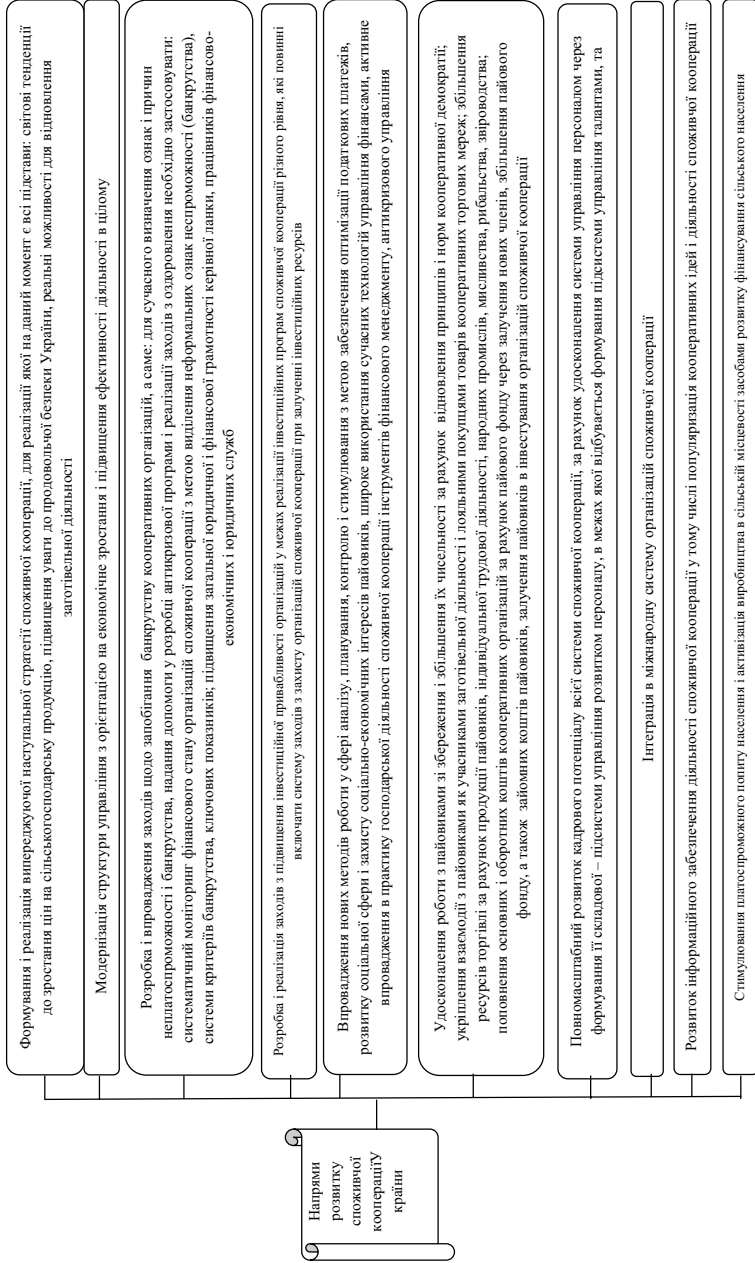 Напрями
розвитку
споживчої
кооперації У
країни
Формування і реалізація випереджуючої наступальної стратегії споживчої кооперації, для реалізації якої на даний момент є всі підстави: світові тенденції
до зростання цін на сільськогосподарську продукцію, підвищення уваги до продовольчої безпеки України, реальні можливості для відновлення
заготівельної діяльності
Модернізація структури управління з орієнтацією на економічне зростання і підвищення ефективності діяльності в цілому
Розробка і впровадження заходів щодо запобігання банкрутству кооперативних організацій, а саме: для сучасного визначення ознак і причин
неплатоспроможності і банкрутства, надання допомоги у розробці антикризової програми і реалізації заходів з оздоровлення необхідно застосовувати:
систематичний моніторинг фінансового стану організацій споживчої кооперації з метою виділення неформальних ознак неспроможності (банкрутства),
системи критеріїв банкрутства, ключових показників; підвищення загальної юридичної і фінансової грамотності керівної ланки, працівників фінансово-
економічних і юридичних служб
Розробка і реалізація заходів з підвищення інвестиційної привабливості організацій у межах реалізації інвестиційних програм споживчої кооперації різного рівня, які повинні
включати систему заходів з захисту організацій споживчої кооперації при залученні інвестиційних ресурсів
Впровадження нових методів роботи у сфері аналізу, планування, контролю і стимулювання з метою забезпечення оптимізації податкових платежів,
розвитку соціальної сфери і захисту соціально-економічних інтересів пайовиків, широке використання сучасних технологій управління фінансами, активне
впровадження в практику господарської діяльності споживчої кооперації інструментів фінансового менеджменту, антикризового управління
Удосконалення роботи з пайовиками зі збереження і збільшення їх чисельності за рахунок відновлення принципів і норм кооперативної демократії;
укріплення взаємодії з пайовиками як учасниками заготівельної діяльності і лояльними покупцями товарів кооперативних торгових мереж; збільшення
ресурсів торгівлі за рахунок продукції пайовиків, індивідуальної трудової діяльності, народних промислів, мисливства, рибальства, звіроводства;
поповнення основних і оборотних коштів кооперативних організацій за рахунок пайового фонду через залучення нових членів, збільшення пайового
фонду, а також займомних коштів пайовиків, залучення пайовиків в інвестування організацій споживчої кооперації
Повномасштабний розвиток кадрового потенціалу всієї системи споживчої кооперації, за рахунок удосконалення системи управління персоналом через
формування її складової – підсистеми управління розвитком персоналу, в межах якої відбувається формування підсистеми управління талантами, та
Інтеграція в міжнародну систему організацій споживчої кооперації
Розвиток інформаційного забезпечення діяльності споживчої кооперації у тому числі популяризація кооперативних ідей і діяльності споживчої кооперації
Стимулювання платоспроможного попиту населення і активізація виробництва в сільській місцевості засобами розвитку фінансування сільського населення